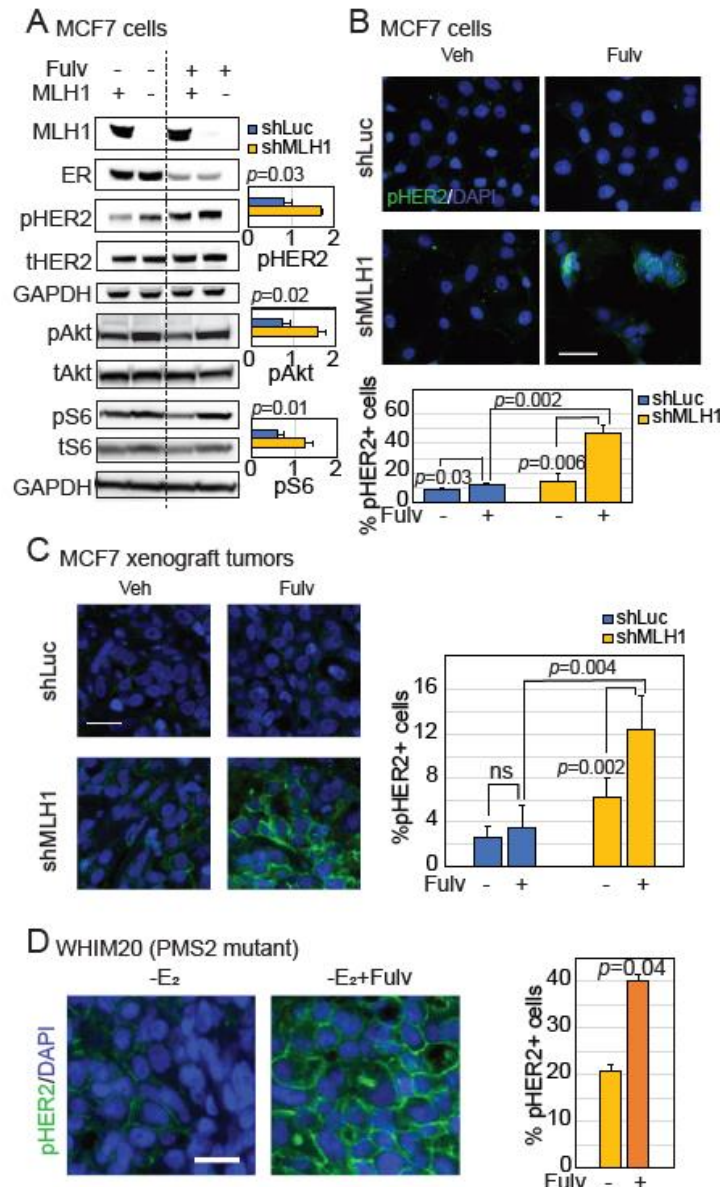 A MCF7 cells
Fulv - - + +
MLH1 + - + -
MLH1
ER
pHER2
tHER2
GAPDH
pAkt
tAkt
pS6
tS6
GAPDH
shLuc
shMLH1
p=0.03
0 1 2
pHER2
p=0.02
0 1 2
pAkt
p=0.01
0 1 2
pS6
B MCF7 cells
Veh Fulv
shLuc
pHER2/DAPI
shMLH1
% pHER2+ cells
60
40
20
0
p=0.002
shLuc
shMLH1
p=0.03
p=0.006
Fulv - + - +
C MCF7 xenograft tumors
Veh Fulv
shLuc
shMLH1
shLuc
shMLH1
%pHER2+ cells
16
12
8
4
0
p=0.004
ns
p=0.002
Fulv - + - +
D WHIM20 (PMS2 mutant)
-E₂ -E₂+Fulv
pHER2/DAPI
% pHER2+ cells
40
20
0
p=0.04
Fulv - +